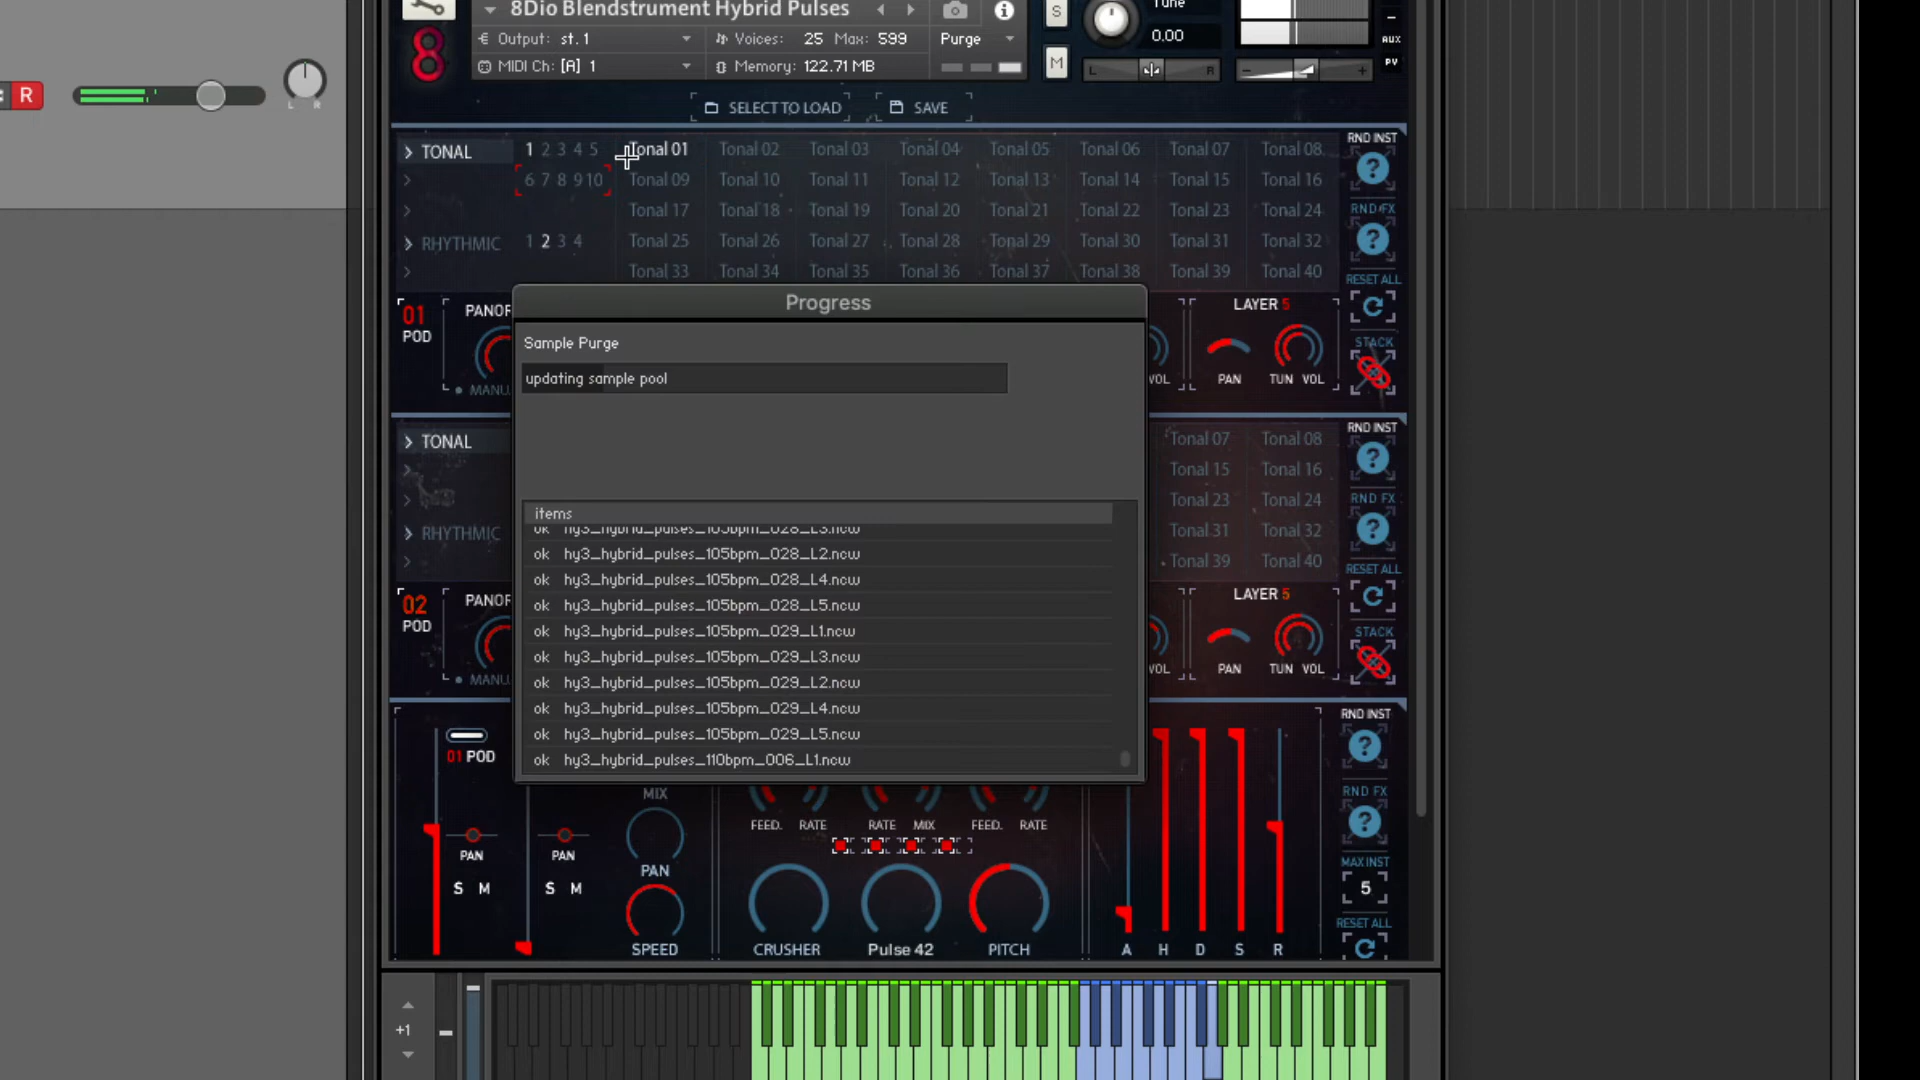 8Dio Blendstrument Hybrid Pulses
Output: st. 1 Voices: 25 Max: 599 Purge
MIDI Ch: [A] 1 Memory: 122.71 MB
S
M
Tune
0.00
L R
AUX
PV
R
L R
SELECT TO LOAD SAVE
TONAL 1 2 3 4 5 Tonal 01 Tonal 02 Tonal 03 Tonal 04 Tonal 05 Tonal 06 Tonal 07 Tonal 08
6 7 8 9 10 Tonal 09 Tonal 10 Tonal 11 Tonal 12 Tonal 13 Tonal 14 Tonal 15 Tonal 16
Tonal 17 Tonal 18 Tonal 19 Tonal 20 Tonal 21 Tonal 22 Tonal 23 Tonal 24
RHYTHMIC 1 2 3 4 Tonal 25 Tonal 26 Tonal 27 Tonal 28 Tonal 29 Tonal 30 Tonal 31 Tonal 32
Tonal 33 Tonal 34 Tonal 35 Tonal 36 Tonal 37 Tonal 38 Tonal 39 Tonal 40
RND INST
RND FX
RESET ALL
STACK
01
POD
LAYER 5
VOL PAN TUN VOL
Progress
Sample Purge
updating sample pool
items
ok hy3_hybrid_pulses_105bpm_028_L3.ncw
ok hy3_hybrid_pulses_105bpm_028_L2.ncw
ok hy3_hybrid_pulses_105bpm_028_L4.ncw
ok hy3_hybrid_pulses_105bpm_028_L5.ncw
ok hy3_hybrid_pulses_105bpm_029_L1.ncw
ok hy3_hybrid_pulses_105bpm_029_L3.ncw
ok hy3_hybrid_pulses_105bpm_029_L2.ncw
ok hy3_hybrid_pulses_105bpm_029_L4.ncw
ok hy3_hybrid_pulses_105bpm_029_L5.ncw
ok hy3_hybrid_pulses_110bpm_006_L1.ncw
TONAL Tonal 07 Tonal 08
Tonal 15 Tonal 16
Tonal 23 Tonal 24
RHYTHMIC Tonal 31 Tonal 32
Tonal 39 Tonal 40
RND INST
RND FX
RESET ALL
STACK
02
POD
LAYER 5
VOL PAN TUN VOL
01 POD
PAN PAN
S M S M
MIX
PAN
SPEED
FEED. RATE RATE MIX FEED. RATE
CRUSHER Pulse 42 PITCH
A H D S R
RND INST
RND FX
MAX INST
5
RESET ALL
+1